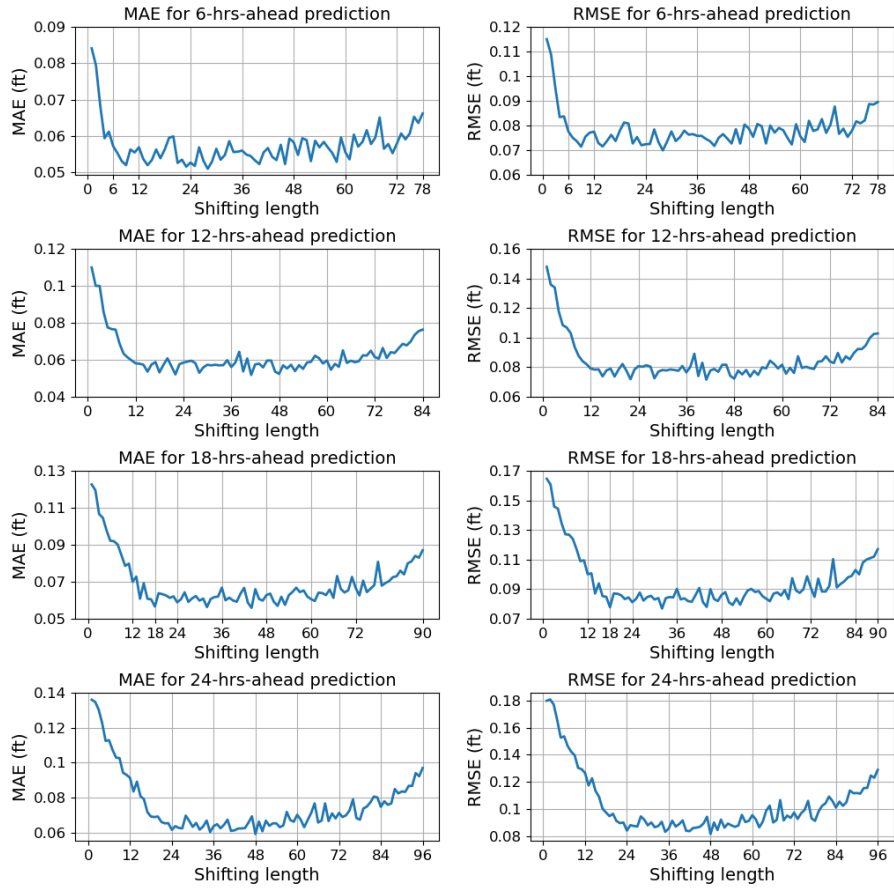 MAE for 6-hrs-ahead prediction
MAE (ft)
0.09
0.08
0.07
0.06
0.05
0 6 12 24 36 48 60 72 78
Shifting length
RMSE for 6-hrs-ahead prediction
RMSE (ft)
0.12
0.11
0.1
0.09
0.08
0.07
0.06
0 6 12 24 36 48 60 72 78
Shifting length
MAE for 12-hrs-ahead prediction
MAE (ft)
0.12
0.1
0.08
0.06
0.04
0 12 24 36 48 60 72 84
Shifting length
RMSE for 12-hrs-ahead prediction
RMSE (ft)
0.16
0.14
0.12
0.1
0.08
0.06
0 12 24 36 48 60 72 84
Shifting length
MAE for 18-hrs-ahead prediction
MAE (ft)
0.13
0.11
0.09
0.07
0.05
0 12 18 24 36 48 60 72 90
Shifting length
RMSE for 18-hrs-ahead prediction
RMSE (ft)
0.17
0.15
0.13
0.11
0.09
0.07
0 12 18 24 36 48 60 72 84 90
Shifting length
MAE for 24-hrs-ahead prediction
MAE (ft)
0.14
0.12
0.1
0.08
0.06
0 12 24 36 48 60 72 84 96
Shifting length
RMSE for 24-hrs-ahead prediction
RMSE (ft)
0.18
0.16
0.14
0.12
0.1
0.08
0 12 24 36 48 60 72 84 96
Shifting length